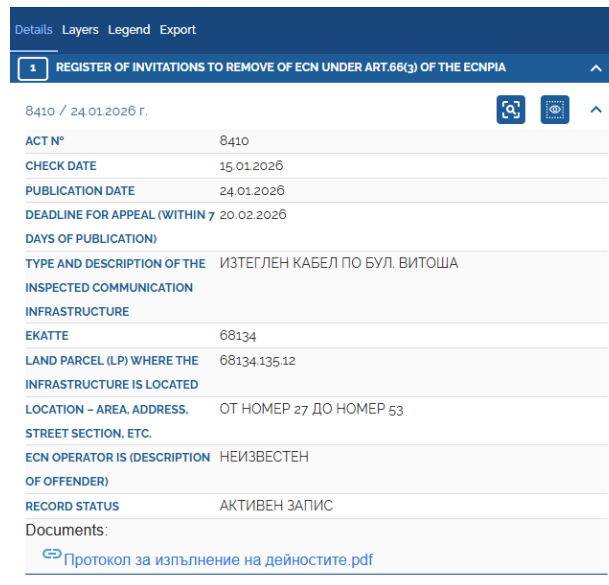 Details Layers Legend Export
1 REGISTER OF INVITATIONS TO REMOVE OF ECN UNDER ART.66(3) OF THE ECNPIA
8410 / 24.01.2026 г.
ACT Nº 8410
CHECK DATE 15.01.2026
PUBLICATION DATE 24.01.2026
DEADLINE FOR APPEAL (WITHIN 7 20.02.2026
DAYS OF PUBLICATION)
TYPE AND DESCRIPTION OF THE ИЗТЕГЛЕН КАБЕЛ ПО БУЛ. ВИТОША
INSPECTED COMMUNICATION
INFRASTRUCTURE
EKATTE 68134
LAND PARCEL (LP) WHERE THE 68134.135.12
INFRASTRUCTURE IS LOCATED
LOCATION – AREA, ADDRESS, ОТ НОМЕР 27 ДО НОМЕР 53
STREET SECTION, ETC.
ECN OPERATOR IS (DESCRIPTION НЕИЗВЕСТЕН
OF OFFENDER)
RECORD STATUS АКТИВЕН ЗАПИС
Documents:
Протокол за изпълнение на дейностите.pdf